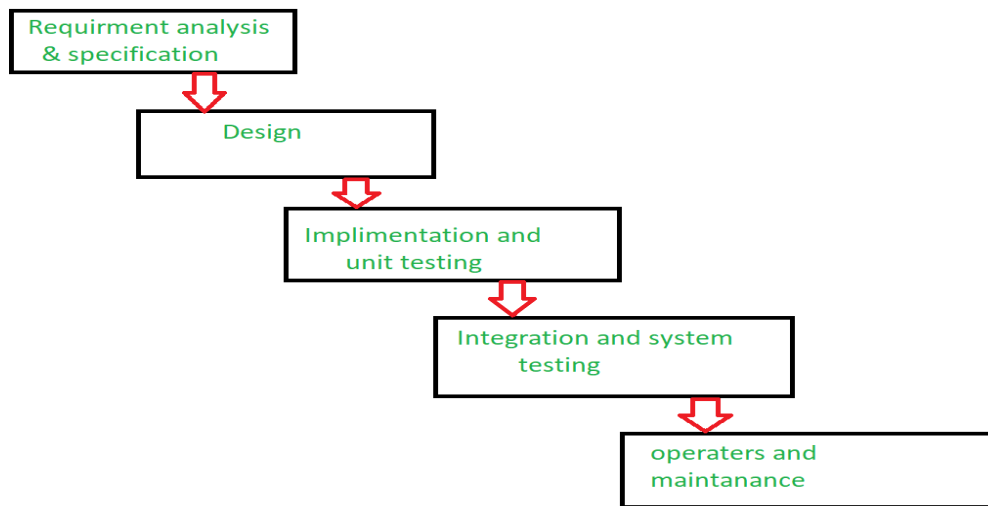 Requirment analysis
& specification
Design
Implimentation and
unit testing
Integration and system
testing
operaters and
maintanance